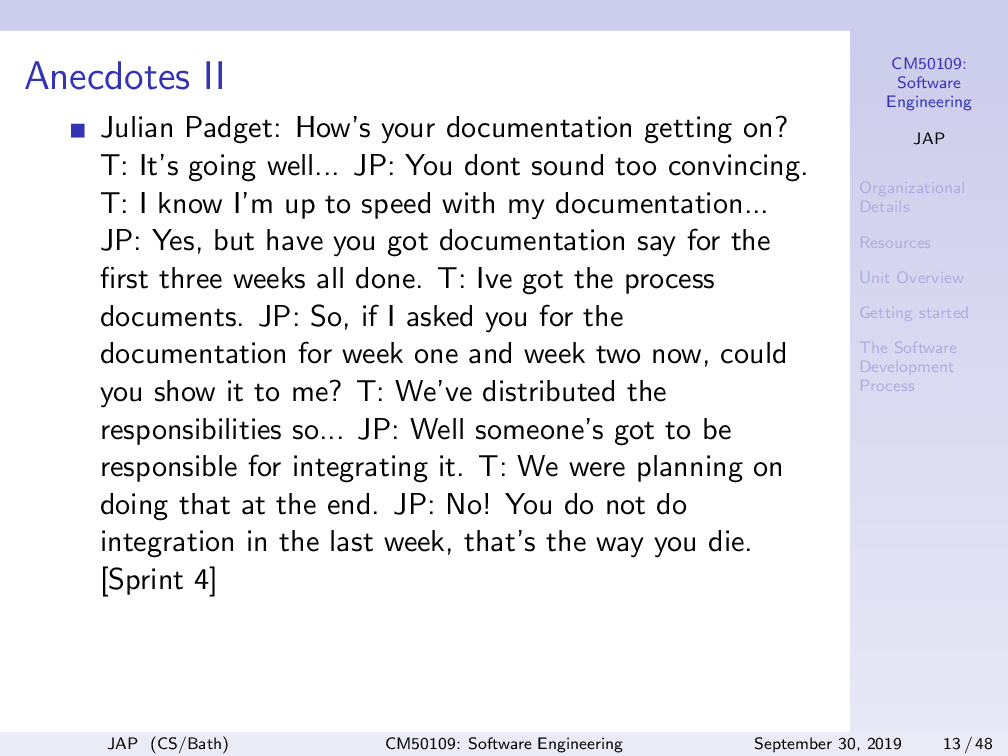 Anecdotes II
Julian Padget: How's your documentation getting on?
T: It's going well... JP: You dont sound too convincing.
T: I know I'm up to speed with my documentation...
JP: Yes, but have you got documentation say for the
first three weeks all done. T: Ive got the process
documents. JP: So, if I asked you for the
documentation for week one and week two now, could
you show it to me? T: We've distributed the
responsibilities so... JP: Well someone's got to be
responsible for integrating it. T: We were planning on
doing that at the end. JP: No! You do not do
integration in the last week, that's the way you die.
[Sprint 4]
CM50109:
Software
Engineering
JAP
Organizational
Details
Resources
Unit Overview
Getting started
The Software
Development
Process
JAP (CS/Bath) CM50109: Software Engineering September 30, 2019 13 / 48